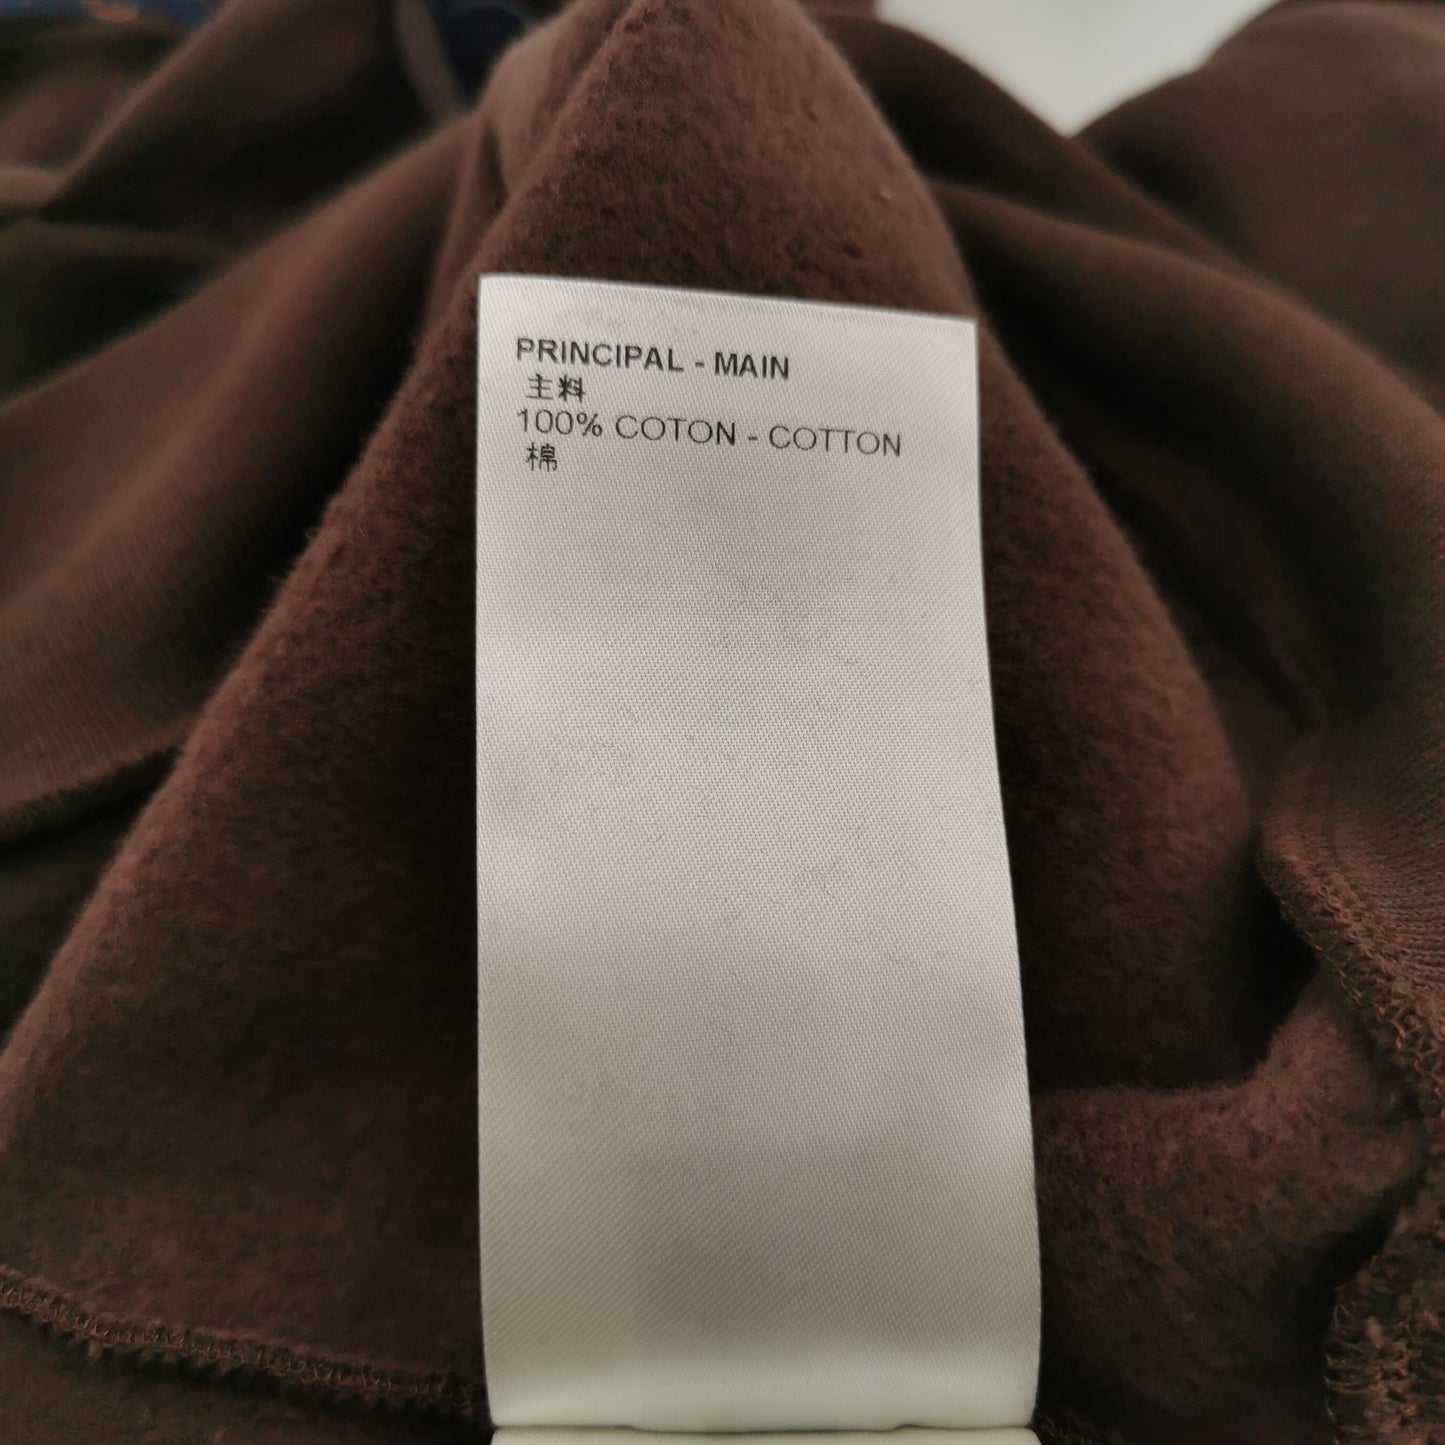 PRINCIPAL - MAIN
主料
100% COTON - COTTON
棉